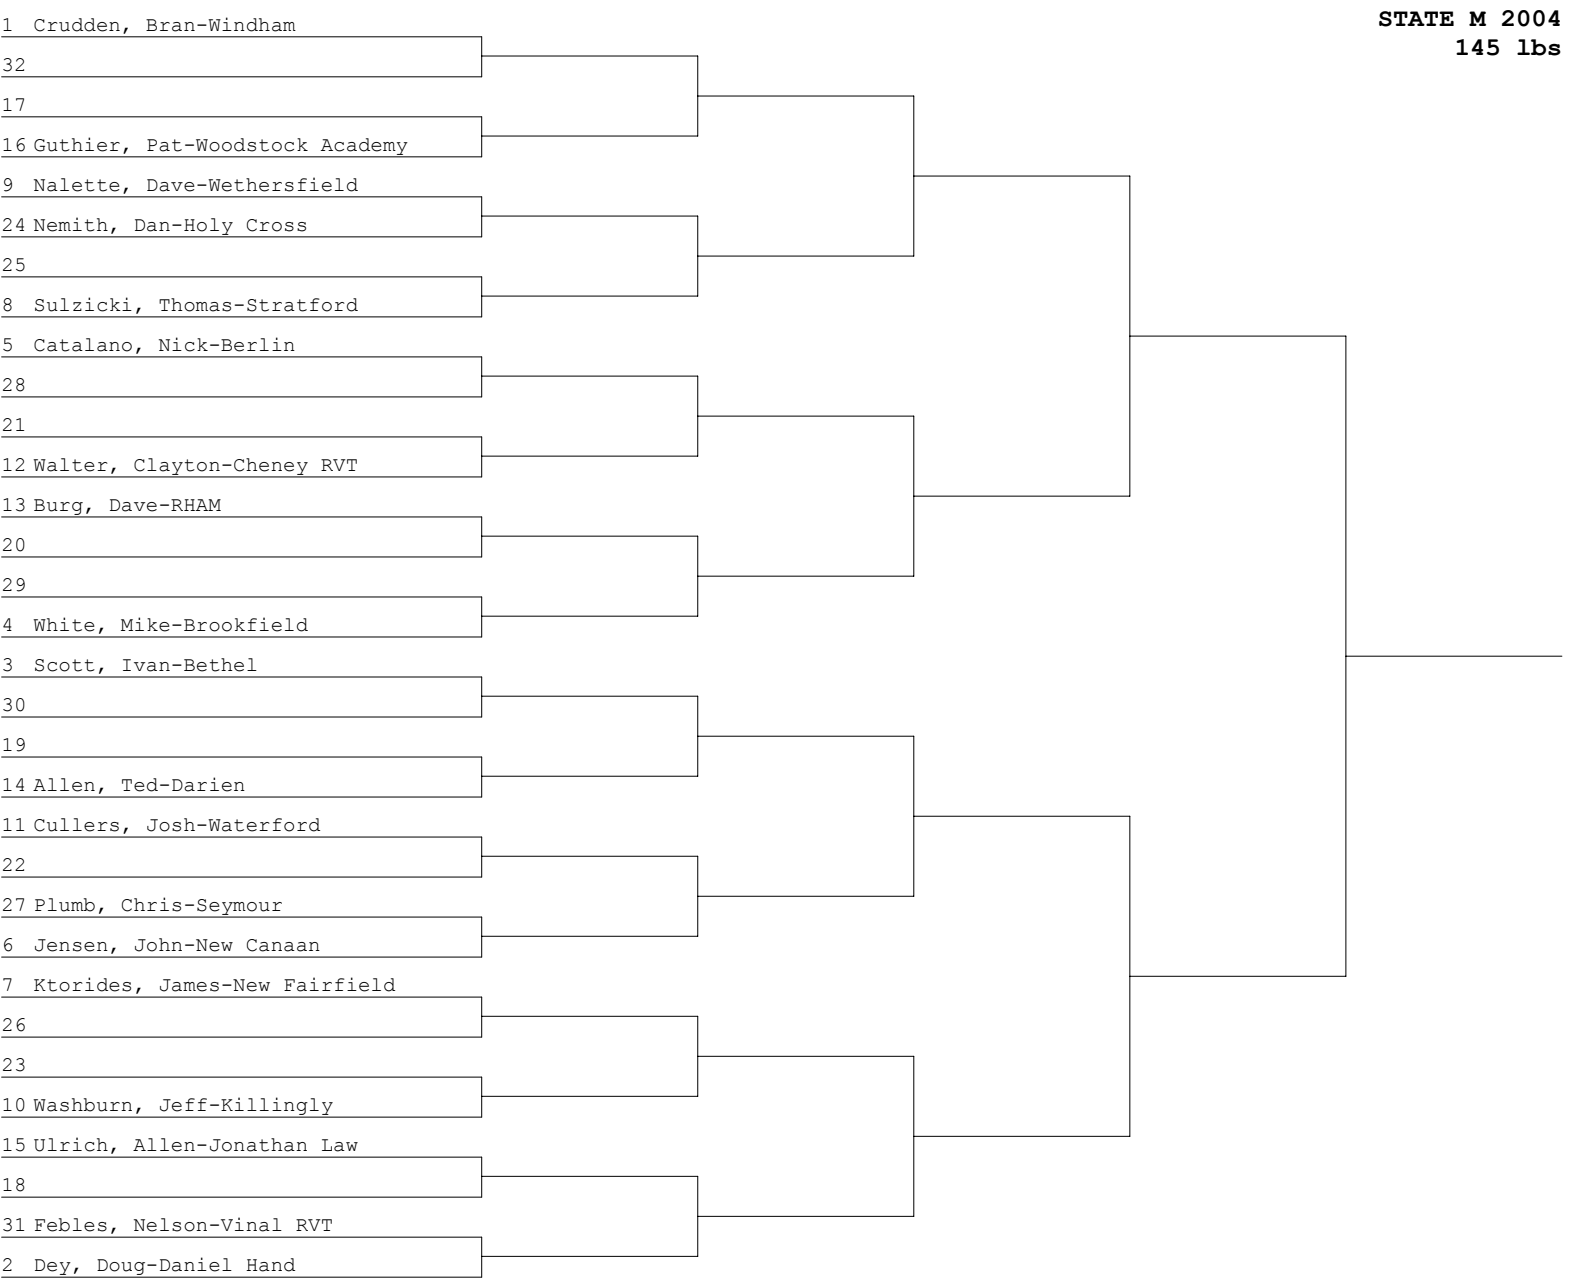 STATE M 2004
145 lbs
1 Crudden, Bran-Windham
32
17
16 Guthier, Pat-Woodstock Academy
9 Nalette, Dave-Wethersfield
24 Nemith, Dan-Holy Cross
25
8 Sulzicki, Thomas-Stratford
5 Catalano, Nick-Berlin
28
21
12 Walter, Clayton-Cheney RVT
13 Burg, Dave-RHAM
20
29
4 White, Mike-Brookfield
3 Scott, Ivan-Bethel
30
19
14 Allen, Ted-Darien
11 Cullers, Josh-Waterford
22
27 Plumb, Chris-Seymour
6 Jensen, John-New Canaan
7 Ktorides, James-New Fairfield
26
23
10 Washburn, Jeff-Killingly
15 Ulrich, Allen-Jonathan Law
18
31 Febles, Nelson-Vinal RVT
2 Dey, Doug-Daniel Hand